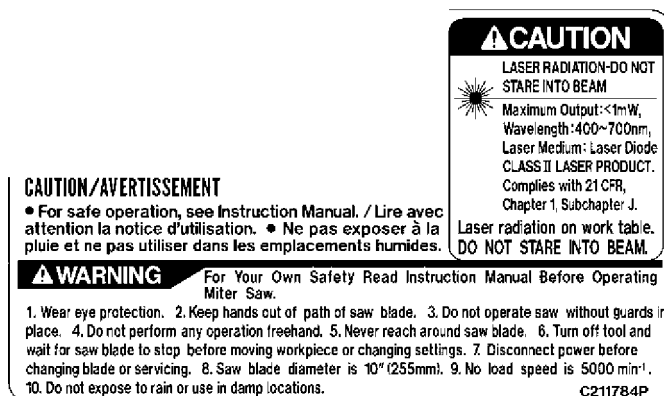 ⚠CAUTION
LASER RADIATION-DO NOT
STARE INTO BEAM
Maximum Output:<1mW,
Wavelength:400~700nm,
Laser Medium: Laser Diode
CLASS II LASER PRODUCT.
Complies with 21 CFR,
Chapter 1, Subchapter J.
Laser radiation on work table.
DO NOT STARE INTO BEAM.
CAUTION/AVERTISSEMENT
● For safe operation, see Instruction Manual. / Lire avec
attention la notice d'utilisation. ● Ne pas exposer à la
pluie et ne pas utiliser dans les emplacements humides.
⚠WARNING For Your Own Safety Read Instruction Manual Before Operating
Miter Saw.
1. Wear eye protection. 2. Keep hands out of path of saw blade. 3. Do not operate saw without guards in
place. 4. Do not perform any operation freehand. 5. Never reach around saw blade. 6. Turn off tool and
wait for saw blade to stop before moving workpiece or changing settings. 7. Disconnect power before
changing blade or servicing. 8. Saw blade diameter is 10" (255mm). 9. No load speed is 5000 min⁻¹.
10. Do not expose to rain or use in damp locations.
C211784P